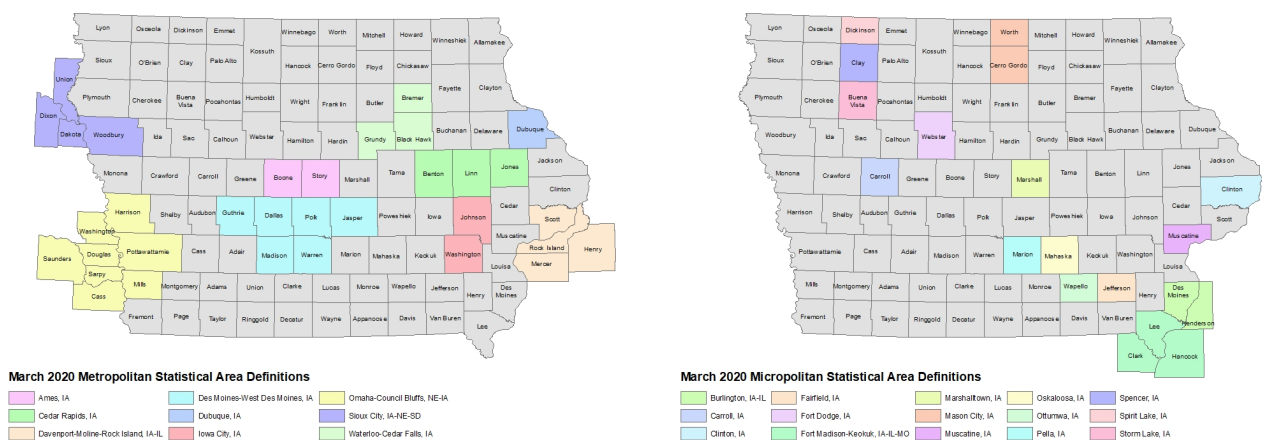 Lyon Osceola Dickinson Emmet Winnebago Worth Mitchell Howard Winneshiek Allamakee
Kossuth
Sioux O'Brien Clay Palo Alto Hancock Cerro Gordo Floyd Chickasaw
Union
Fayette Clayton
Plymouth Cherokee Buena
Vista Pocahontas Humboldt Wright Franklin Butler Bremer
Dixon Dakota Woodbury Ida Sac Calhoun Webster Hamilton Hardin Grundy Black Hawk Buchanan Delaware Dubuque
Monona Crawford Carroll Greene Boone Story Marshall Tama Benton Linn Jones Jackson
Clinton
Harrison Shelby Audubon Guthrie Dallas Polk Jasper Poweshiek Iowa Johnson Cedar Scott
Washington
Muscatine
Saunders Douglas Pottawattamie Cass Adair Madison Warren Marion Mahaska Keokuk Washington Rock Island Henry
Sarpy Louisa Mercer
Cass Mills Montgomery Adams Union Clarke Lucas Monroe Wapello Jefferson Henry Des
Moines
Fremont Page Taylor Ringgold Decatur Wayne Appanoose Davis Van Buren Lee
March 2020 Metropolitan Statistical Area Definitions
Ames, IA Des Moines-West Des Moines, IA Omaha-Council Bluffs, NE-IA
Cedar Rapids, IA Dubuque, IA Sioux City, IA-NE-SD
Davenport-Moline-Rock Island, IA-IL Iowa City, IA Waterloo-Cedar Falls, IA
Lyon Osceola Dickinson Emmet Winnebago Worth Mitchell Howard Winneshiek Allamakee
Kossuth
Sioux O'Brien Clay Palo Alto Hancock Cerro Gordo Floyd Chickasaw
Fayette Clayton
Plymouth Cherokee Buena
Vista Pocahontas Humboldt Wright Franklin Butler Bremer
Woodbury Ida Sac Calhoun Webster Hamilton Hardin Grundy Black Hawk Buchanan Delaware Dubuque
Monona Crawford Carroll Greene Boone Story Marshall Tama Benton Linn Jones Jackson
Clinton
Harrison Shelby Audubon Guthrie Dallas Polk Jasper Poweshiek Iowa Johnson Cedar Scott
Muscatine
Pottawattamie Cass Adair Madison Warren Marion Mahaska Keokuk Washington
Louisa
Mills Montgomery Adams Union Clarke Lucas Monroe Wapello Jefferson Henry Des
Moines
Fremont Page Taylor Ringgold Decatur Wayne Appanoose Davis Van Buren Lee Henderson
Clark Hancock
March 2020 Micropolitan Statistical Area Definitions
Burlington, IA-IL Fairfield, IA Marshalltown, IA Oskaloosa, IA Spencer, IA
Carroll, IA Fort Dodge, IA Mason City, IA Ottumwa, IA Spirit Lake, IA
Clinton, IA Fort Madison-Keokuk, IA-IL-MO Muscatine, IA Pella, IA Storm Lake, IA